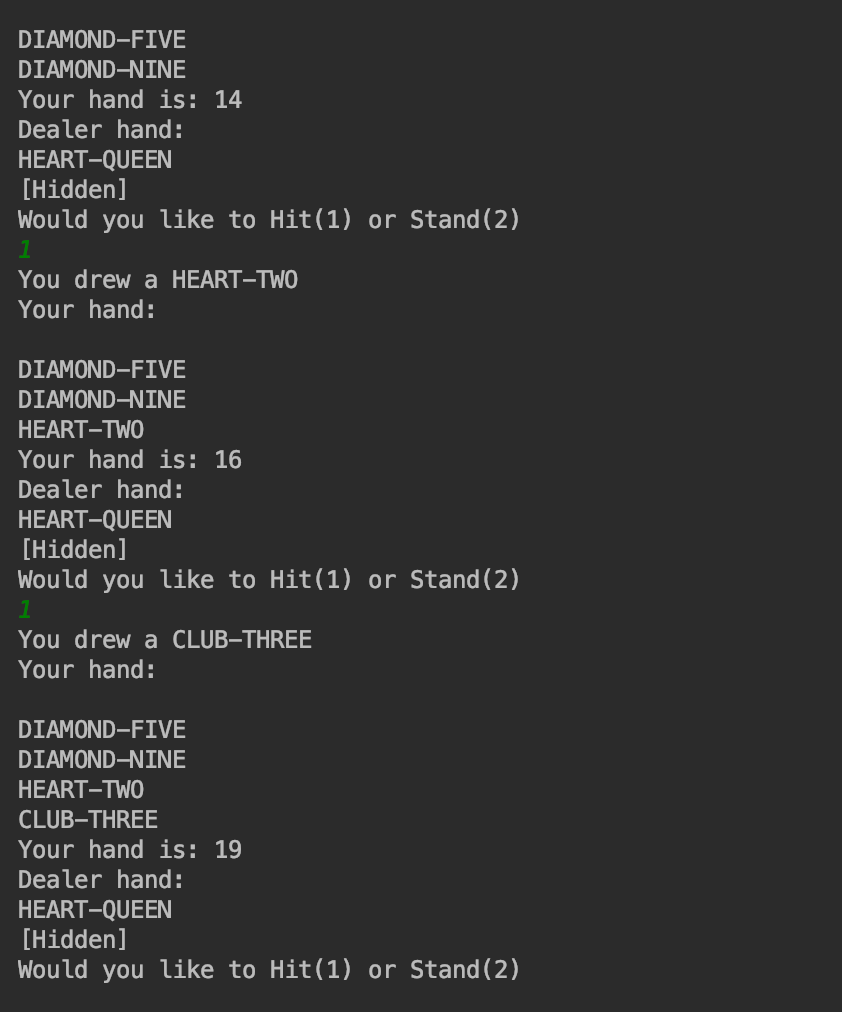 DIAMOND-FIVE
DIAMOND-NINE
Your hand is: 14
Dealer hand:
HEART-QUEEN
[Hidden]
Would you like to Hit(1) or Stand(2)
1
You drew a HEART-TWO
Your hand:

DIAMOND-FIVE
DIAMOND-NINE
HEART-TWO
Your hand is: 16
Dealer hand:
HEART-QUEEN
[Hidden]
Would you like to Hit(1) or Stand(2)
1
You drew a CLUB-THREE
Your hand:

DIAMOND-FIVE
DIAMOND-NINE
HEART-TWO
CLUB-THREE
Your hand is: 19
Dealer hand:
HEART-QUEEN
[Hidden]
Would you like to Hit(1) or Stand(2)